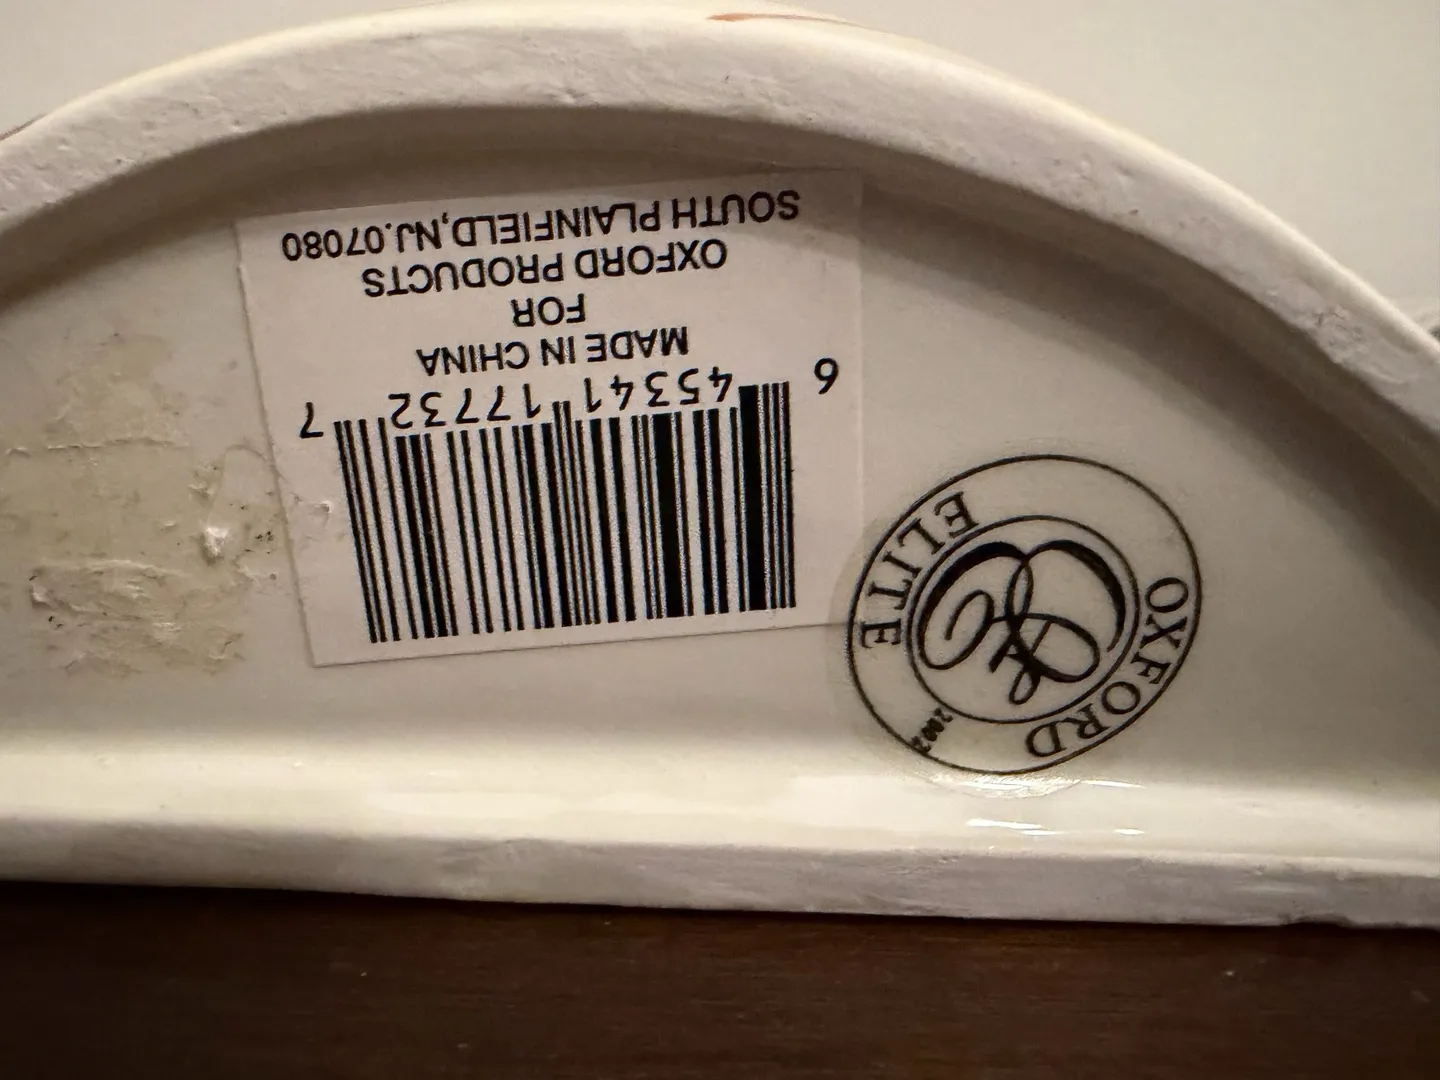 6 45341 17732 7
MADE IN CHINA
FOR
OXFORD PRODUCTS
SOUTH PLAINFIELD,NJ.07080
OXFORD
ELITE